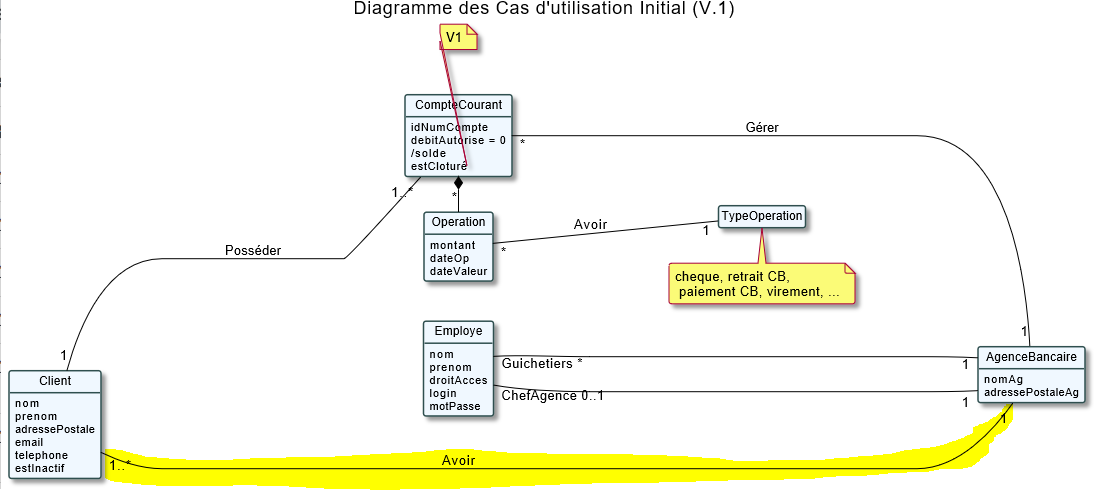 Diagramme des Cas d'utilisation Initial (V.1)
V1
CompteCourant
idNumCompte
debitAutorise = 0
/solde
estCloturé
Gérer
*
1..*
*
Operation
montant
dateOp
dateValeur
Avoir
*
1
TypeOperation
cheque, retrait CB,
paiement CB, virement, ...
Posséder
1
1
Employe
nom
prenom
droitAcces
login
motPasse
Guichetiers *
1
ChefAgence 0..1
1
AgenceBancaire
nomAg
adressePostaleAg
Client
nom
prenom
adressePostale
email
telephone
estInactif
1..*
Avoir
1